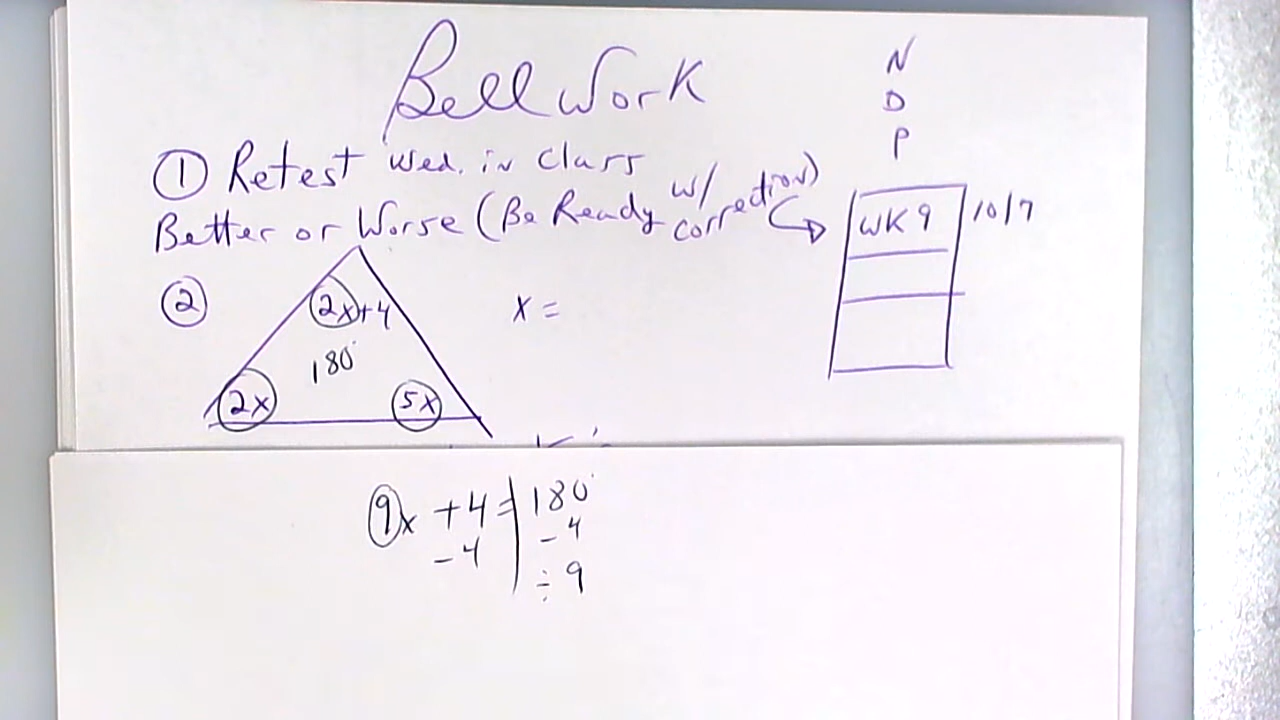 Bell Work
N
D
P
① Retest Wed. in Class
Better or Worse (Be Ready w/ correction)
WK 9
10/7
②
2x+4
180°
2x
5x
x =
9x + 4 = 180°
-4
-4
÷ 9